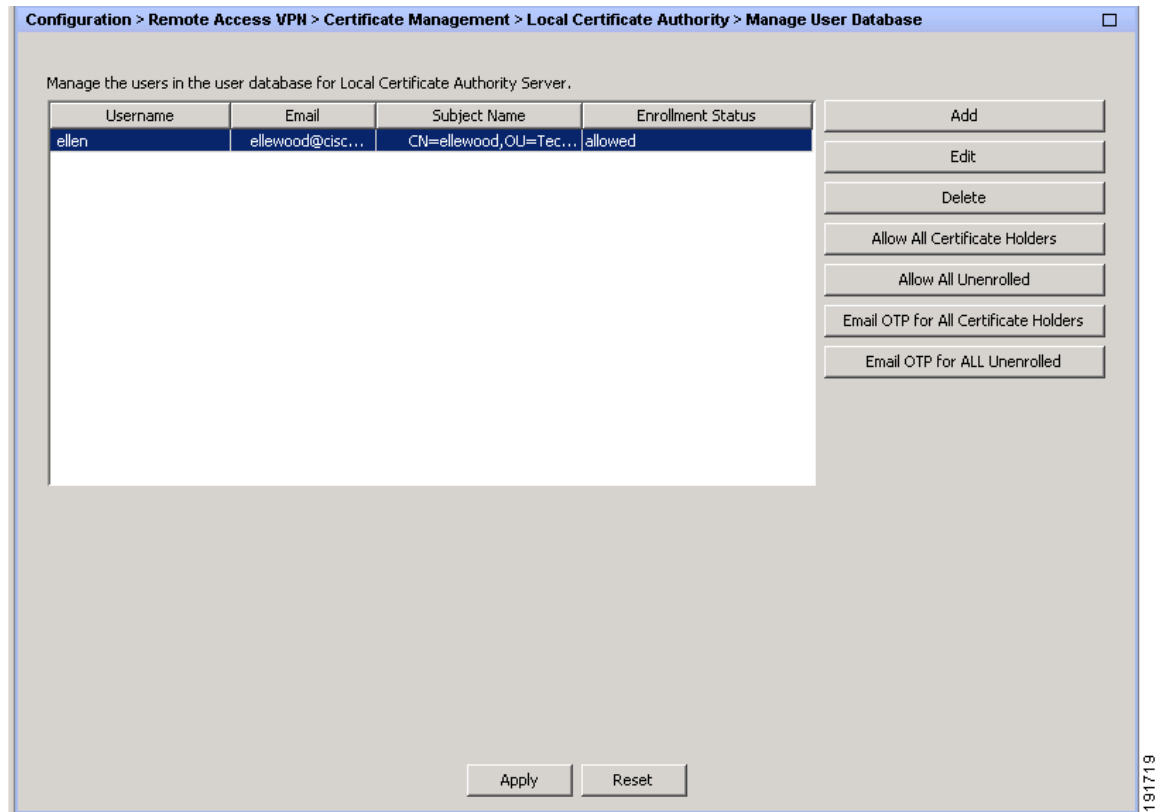 Configuration > Remote Access VPN > Certificate Management > Local Certificate Authority > Manage User Database
Manage the users in the user database for Local Certificate Authority Server.
Username Email Subject Name Enrollment Status
ellen ellewood@cisc... CN=ellewood,OU=Tec... allowed
Add
Edit
Delete
Allow All Certificate Holders
Allow All Unenrolled
Email OTP for All Certificate Holders
Email OTP for ALL Unenrolled
Apply Reset
191719